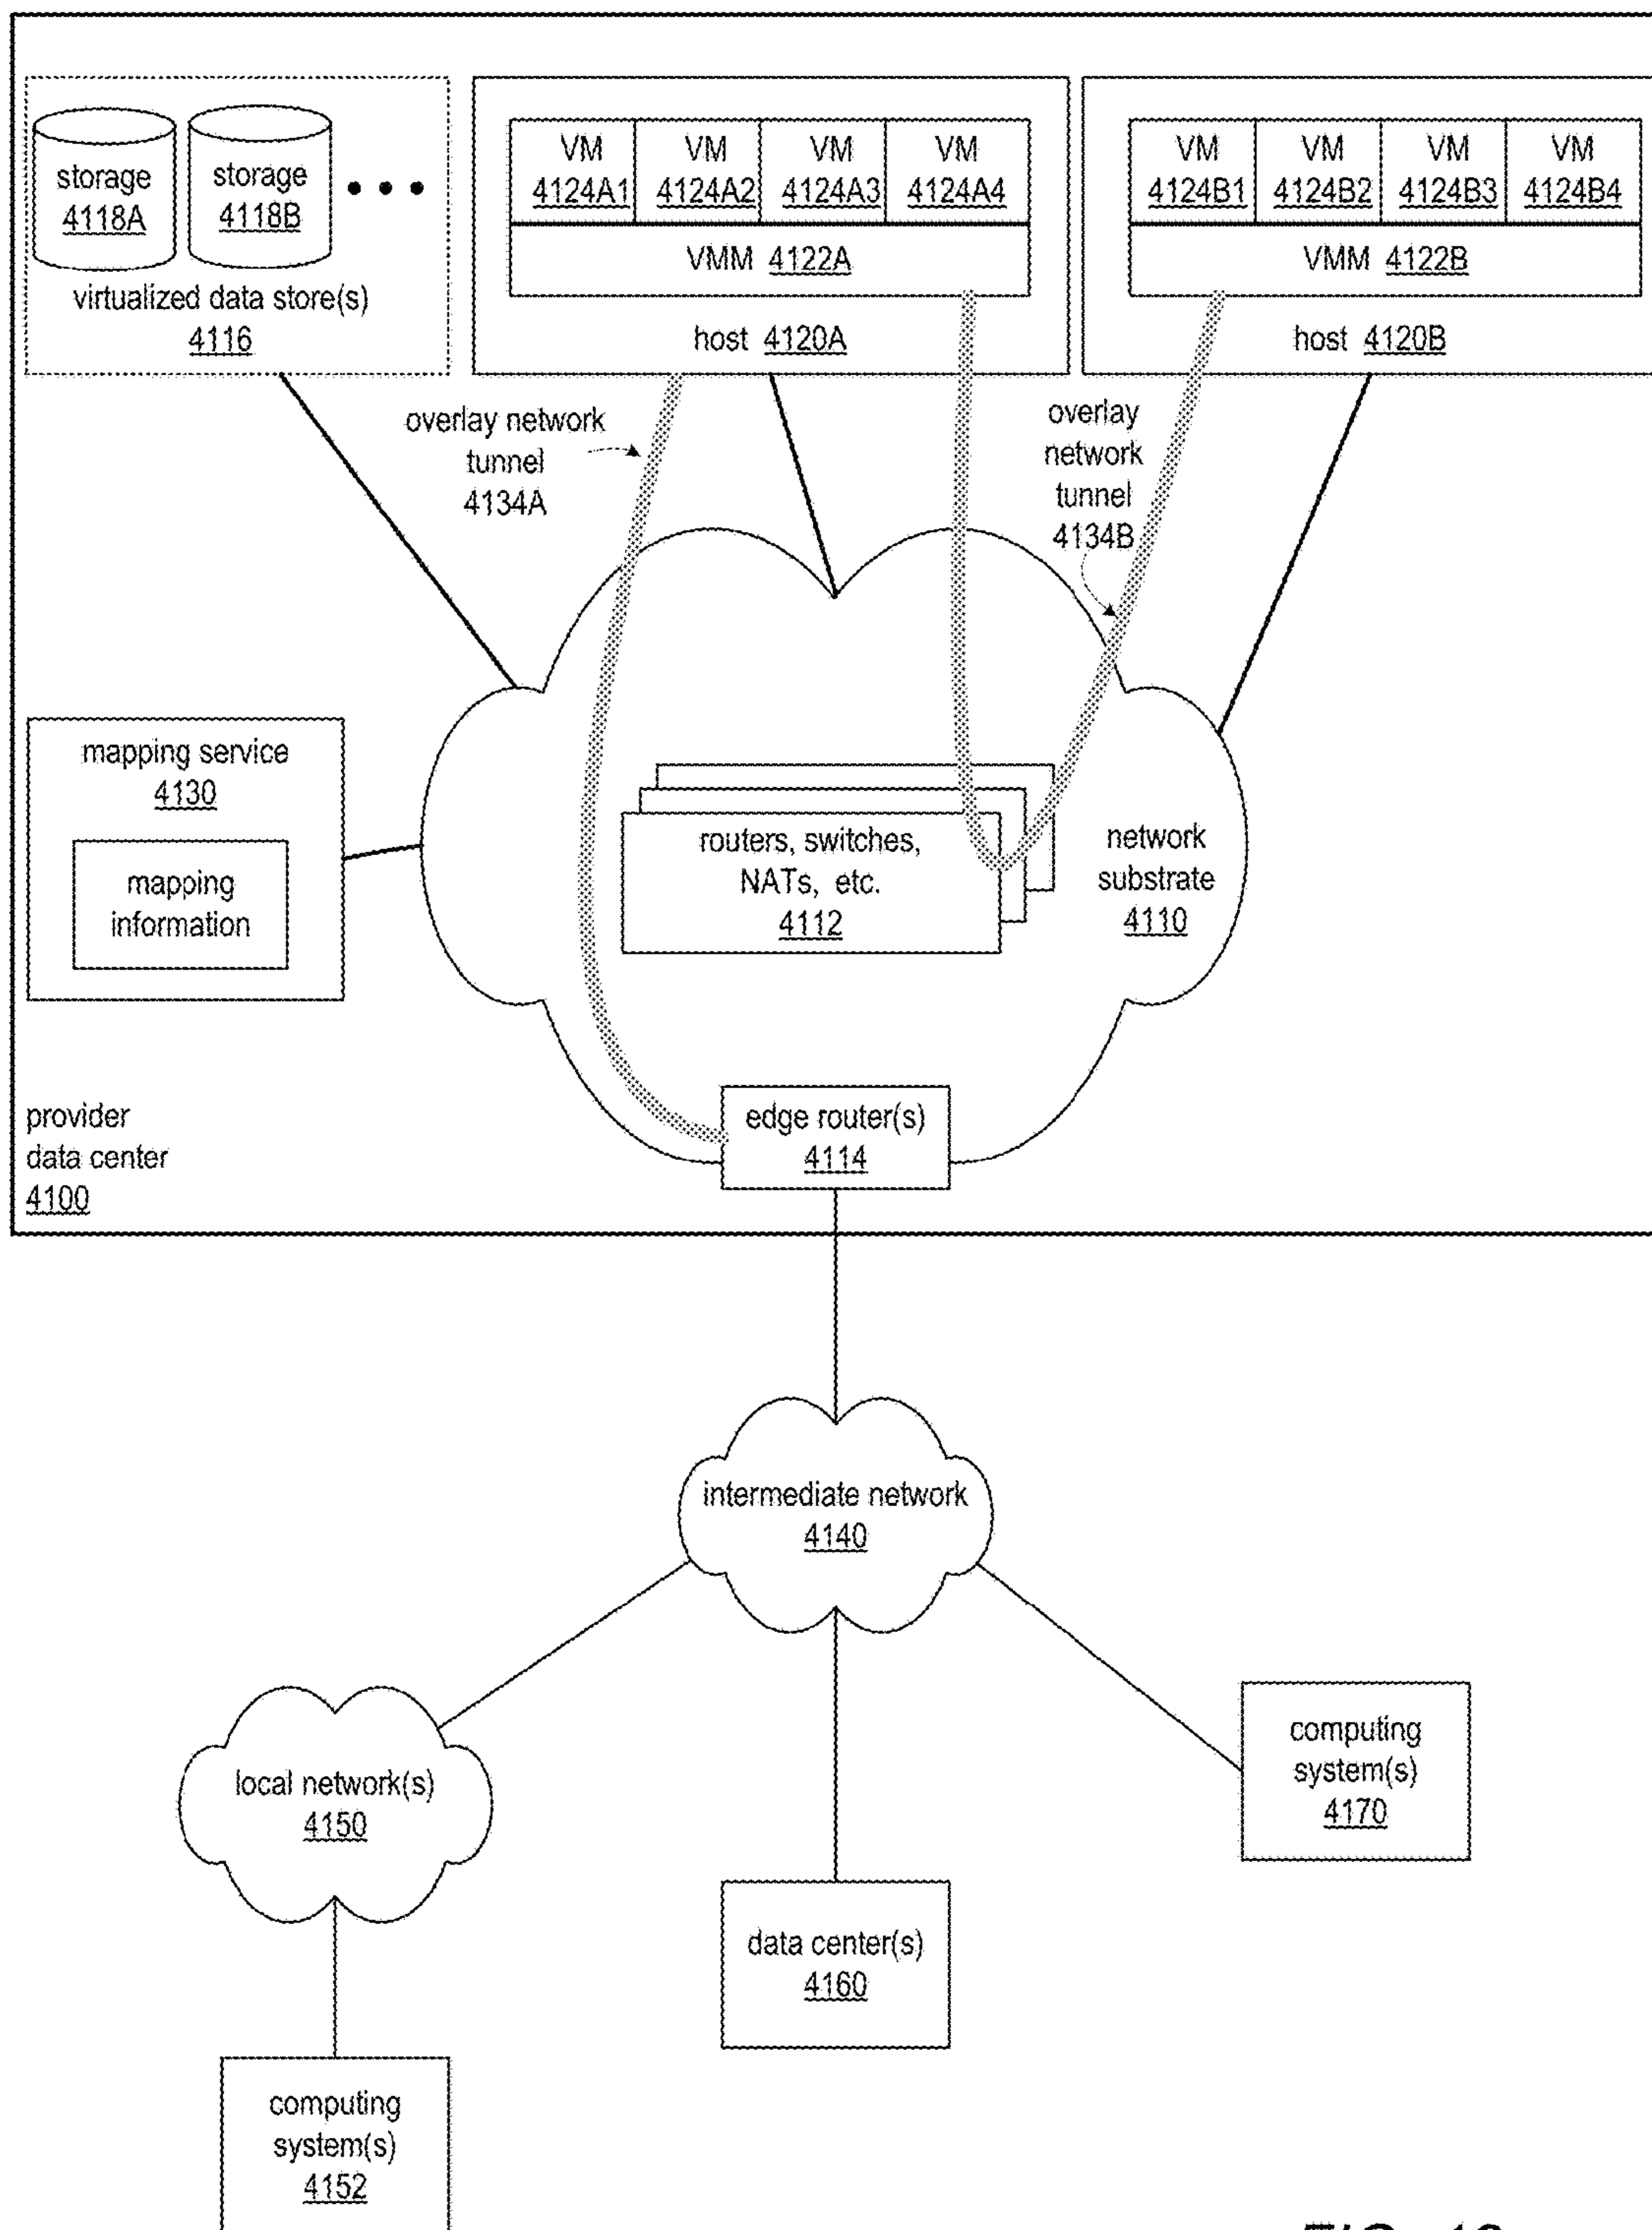 storage
4118A
storage
4118B
virtualized data store(s)
4116
VM
4124A1
VM
4124A2
VM
4124A3
VM
4124A4
VMM 4122A
host 4120A
VM
4124B1
VM
4124B2
VM
4124B3
VM
4124B4
VMM 4122B
host 4120B
overlay network
tunnel
4134A
overlay
network
tunnel
4134B
mapping service
4130
mapping
information
routers, switches,
NATs, etc.
4112
network
substrate
4110
edge router(s)
4114
provider
data center
4100
intermediate network
4140
local network(s)
4150
computing
system(s)
4170
data center(s)
4160
computing
system(s)
4152